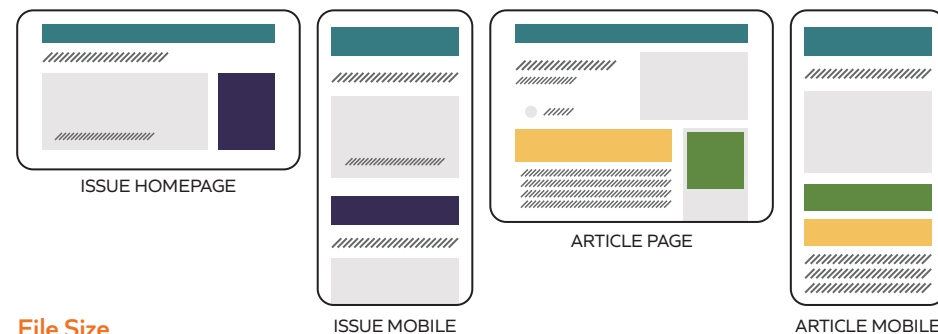 ISSUE HOMEPAGE
ARTICLE PAGE
File Size
ISSUE MOBILE
ARTICLE MOBILE